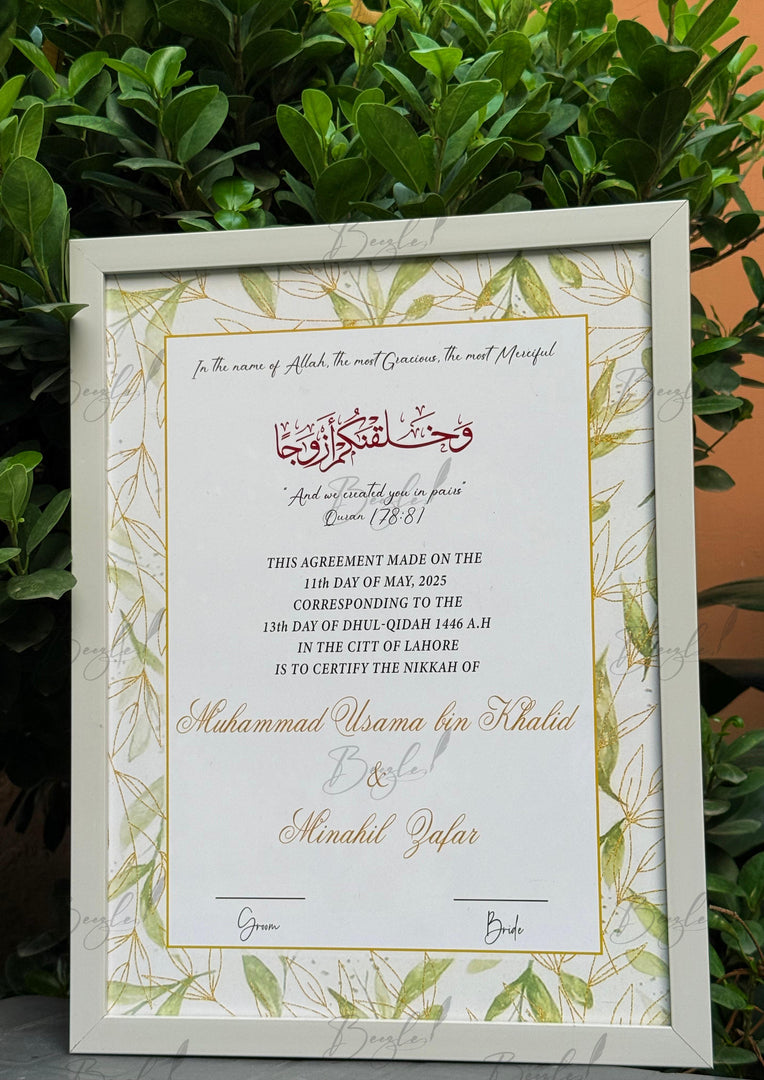 In the name of Allah, the most Gracious, the most Merciful
وَخَلَقْنَٰكُمْ أَزْوَٰجًا
"And we created you in pairs"
Quran [78:8]
THIS AGREEMENT MADE ON THE
11th DAY OF MAY, 2025
CORRESPONDING TO THE
13th DAY OF DHUL-QIDAH 1446 A.H
IN THE CITT OF LAHORE
IS TO CERTIFY THE NIKKAH OF
Muhammad Usama bin Khalid
&
Minahil Zafar
Groom
Bride
Beezle!